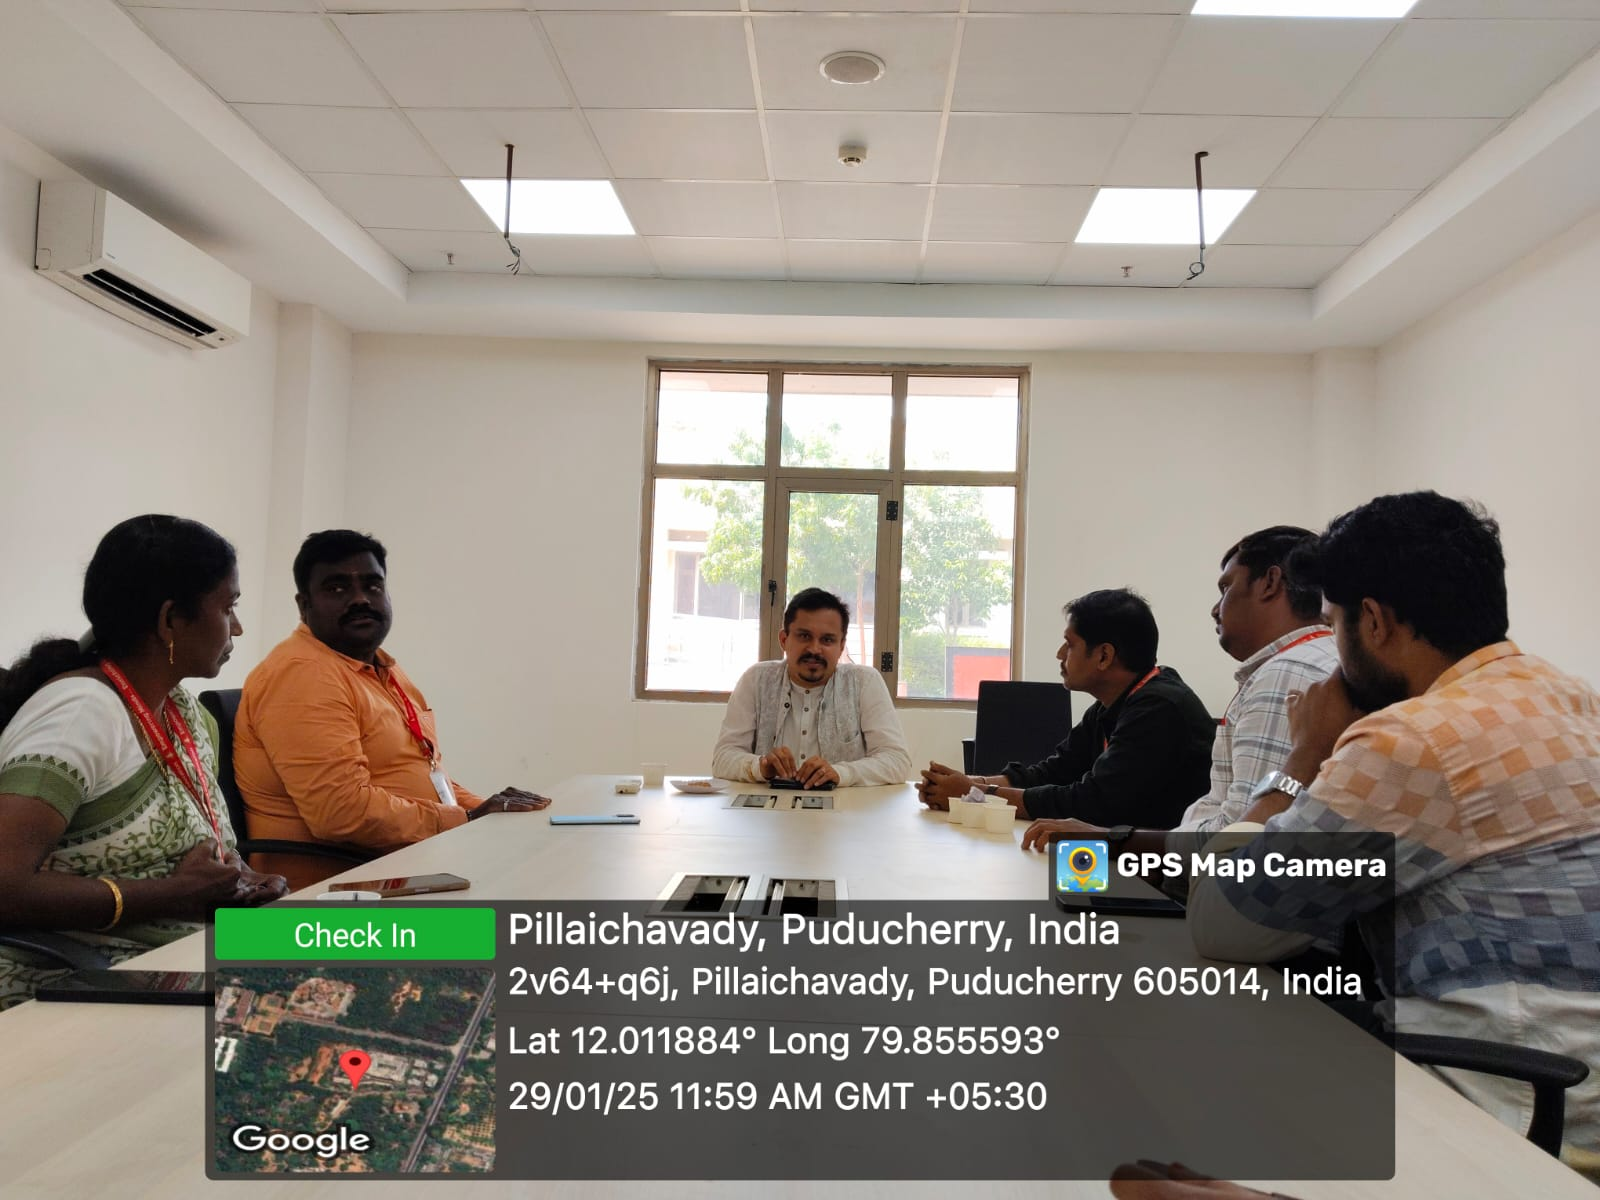 GPS Map Camera
Check In
Pillaichavady, Puducherry, India
2v64+q6j, Pillaichavady, Puducherry 605014, India
Lat 12.011884° Long 79.855593°
29/01/25 11:59 AM GMT +05:30
Google